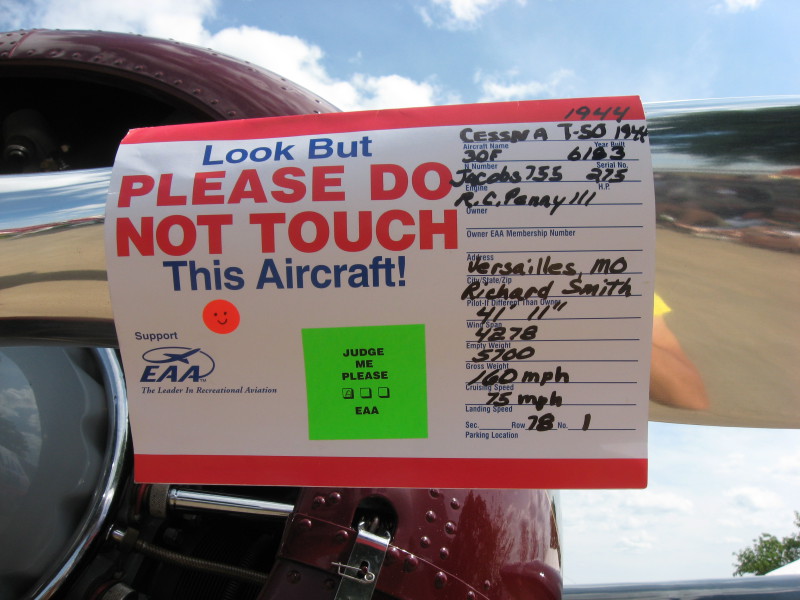 Look But
PLEASE DO
NOT TOUCH
This Aircraft!
Support
EAA™
The Leader In Recreational Aviation
JUDGE
ME
PLEASE
EAA
1944
CESSNA T-50 1944
Aircraft Name Year Built
30F 6183
N Number Serial No.
Jacobs 755 275
Engine H.P.
R.C. Penny III
Owner
Owner EAA Membership Number
Address
Versailles, MO
City/State/Zip
Richard Smith
Pilot-If Different Than Owner
41' 11"
Wing Span
4278
Empty Weight
5700
Gross Weight
160 mph
Cruising Speed
75 mph
Landing Speed
Sec. Row 78 No. 1
Parking Location